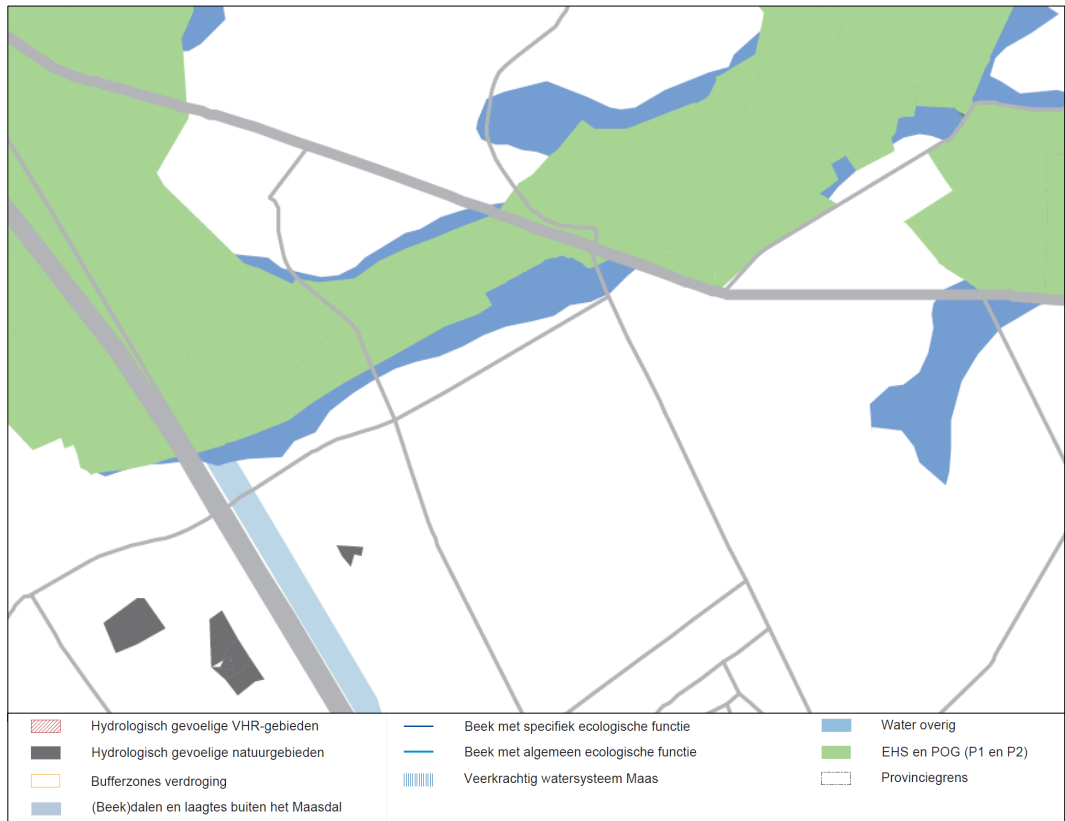 Hydrologisch gevoelige VHR-gebieden
Hydrologisch gevoelige natuurgebieden
Bufferzones verdroging
(Beek)dalen en laagtes buiten het Maasdal
Beek met specifiek ecologische functie
Beek met algemeen ecologische functie
Veerkrachtig watersysteem Maas
Water overig
EHS en POG (P1 en P2)
Provinciegrens